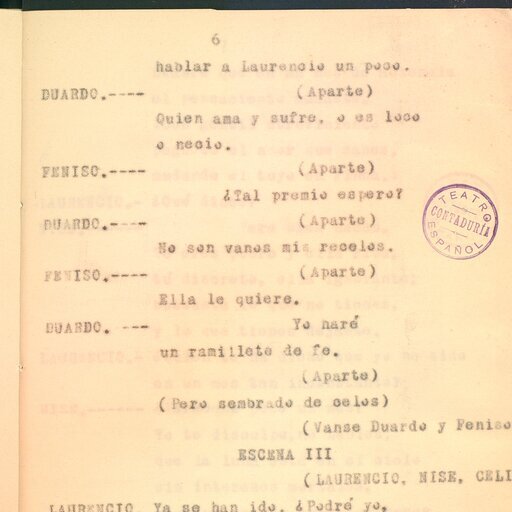 6
hablar a Laurencio un poco.
DUARDO.---- (Aparte)
Quien ama y sufre, o es loco
o necio.
FENISO.---- (Aparte)
¿Tal premio espero?
DUARDO.---- (Aparte)
No son vanos mis recelos.
FENISO.---- (Aparte)
Ella le quiere.
DUARDO. --- Yo haré
un ramillete de fe.
(Aparte)
(Pero sembrado de celos)
(Vanse Duardo y Feniso
ESCENA III
(LAURENCIO, NISE, CELI
LAURENCIO Ya se han ido. ¿Podré yo,
TEATRO
CONTADURÍA
ESPAÑOL